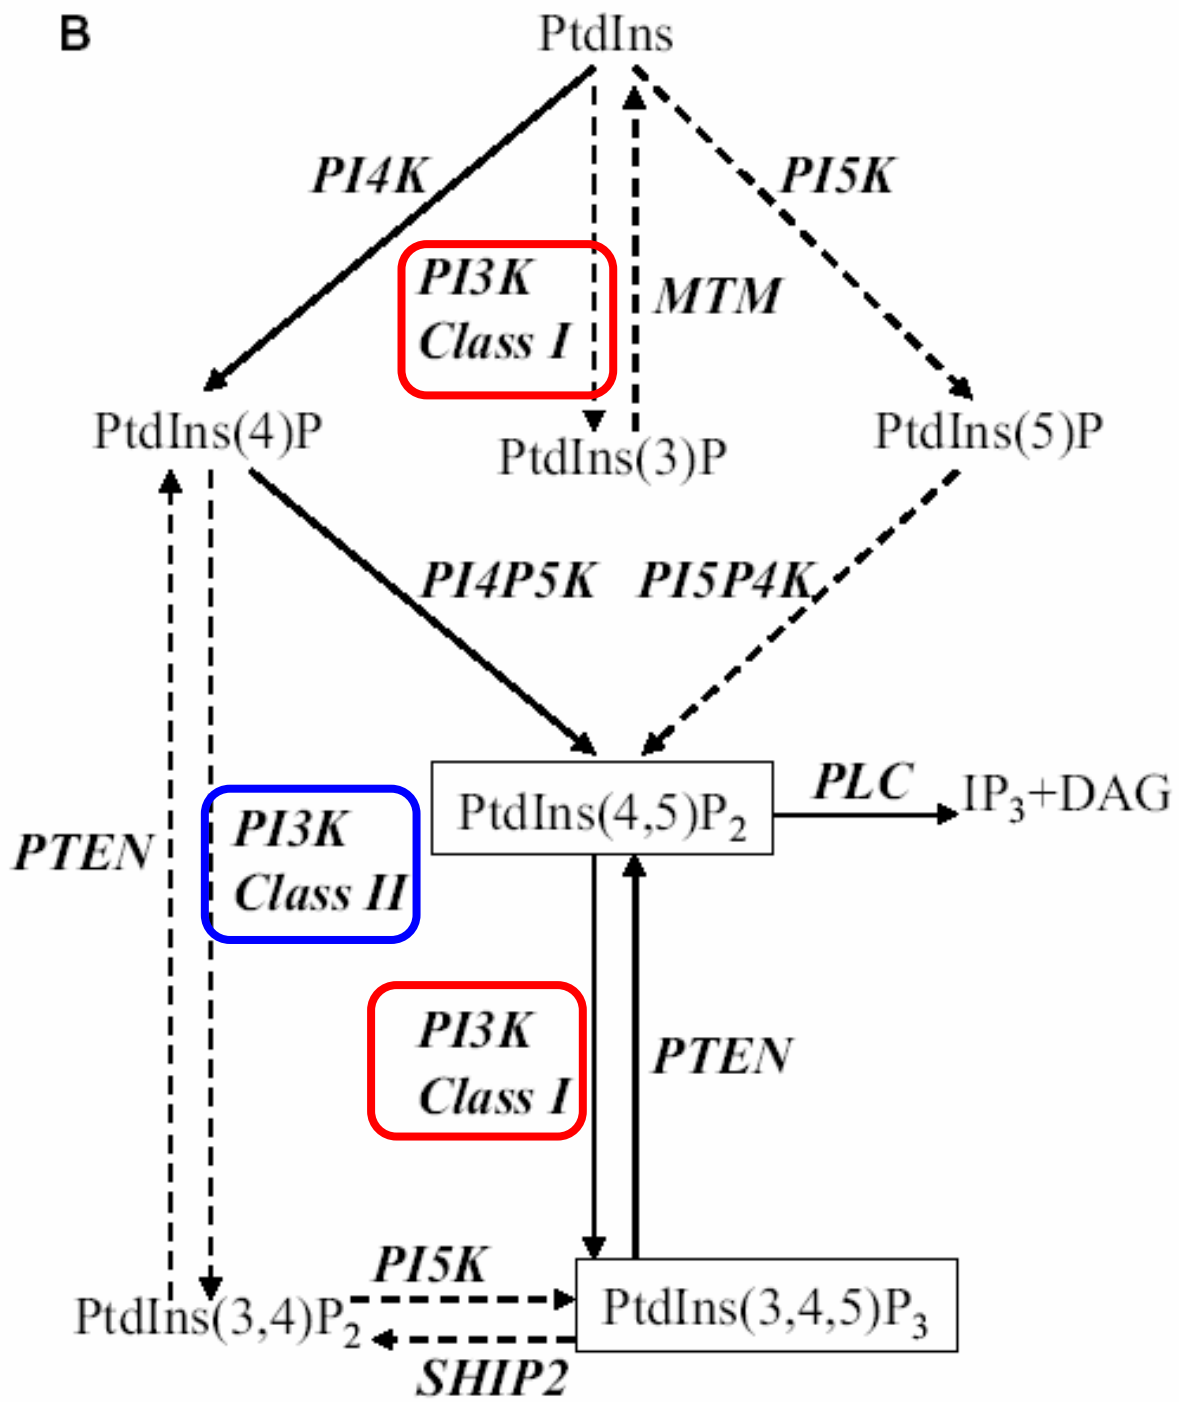 B
PtdIns
PI4K
PI5K
PI3K
Class I
MTM
PtdIns(4)P
PtdIns(3)P
PtdIns(5)P
PI4P5K
PI5P4K
PTEN
PI3K
Class II
PtdIns(4,5)P2
PLC
IP3+DAG
PI3K
Class I
PTEN
PI5K
PtdIns(3,4)P2
PtdIns(3,4,5)P3
SHIP2